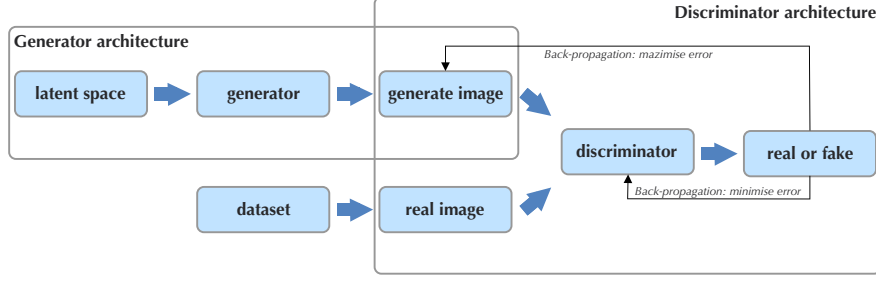 Discriminator architecture
Generator architecture
Back-propagation: mazimise error
latent space
generator
generate image
discriminator
real or fake
Back-propagation: minimise error
dataset
real image